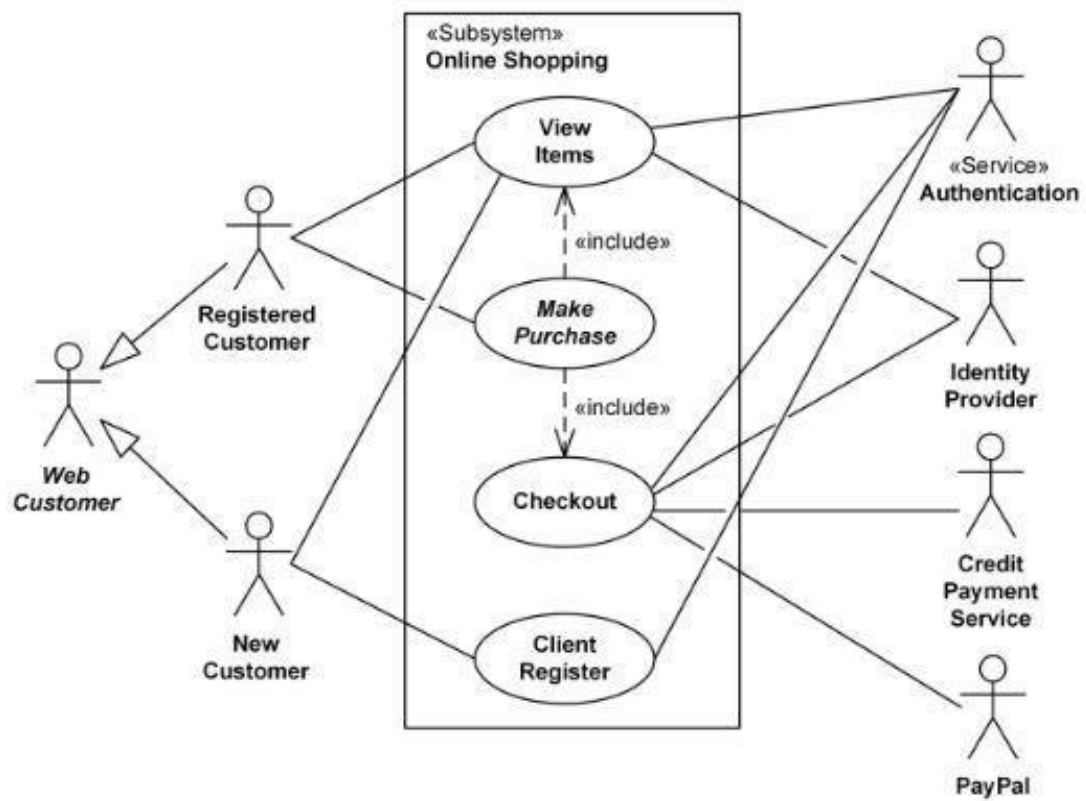 «Subsystem»
Online Shopping
View
Items
«Service»
Authentication
«include»
Registered
Customer
Make
Purchase
Identity
Provider
«include»
Web
Customer
Checkout
Credit
Payment
Service
New
Customer
Client
Register
PayPal